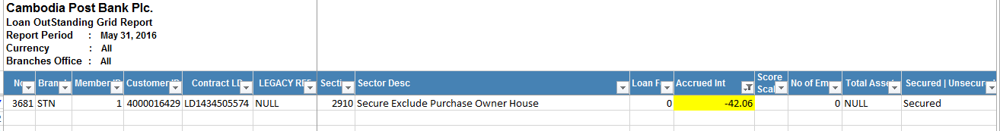 Cambodia Post Bank Plc.
Loan OutStanding Grid Report
Report Period : May 31, 2016
Currency : All
Branches Office : All
No Bran Member Customer Contract LD LEGACY REF Secti Sector Desc Loan F Accrued Int Score Scal No of Em Total Asse Secured | Unsecur
3681 STN 1 4000016429 LD1434505574 NULL 2910 Secure Exclude Purchase Owner House 0 -42.06 0 NULL Secured